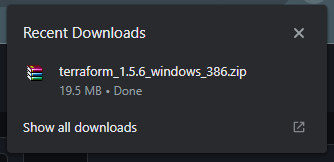 Recent Downloads
terraform_1.5.6_windows_386.zip
19.5 MB • Done
Show all downloads